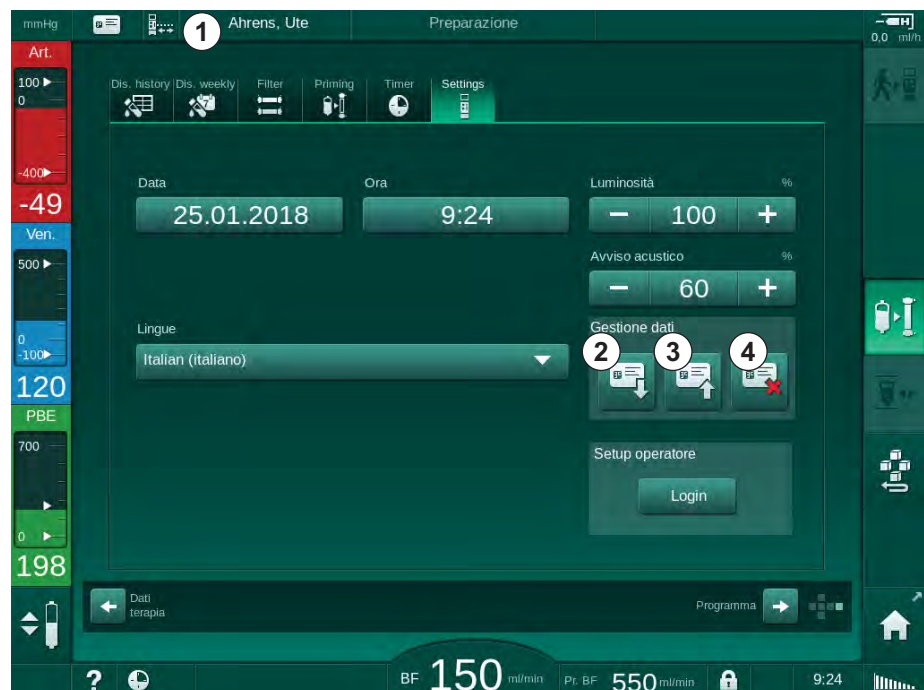 mmHg
1
Ahrens, Ute
Preparazione
0,0 ml/h
Art.
100
0
-400
-49
Ven.
500
0
-100
120
PBE
700
0
198
Dis. history
Dis. weekly
7
Filter
Priming
Timer
Settings
Data
25.01.2018
Ora
9:24
Luminosità %
− 100 +
Avviso acustico %
− 60 +
Lingue
Italian (italiano)
Gestione dati
2 3 4
Setup operatore
Login
Dati
terapia
Programma
?
BF 150 ml/min
Pr. BF 550 ml/min
9:24